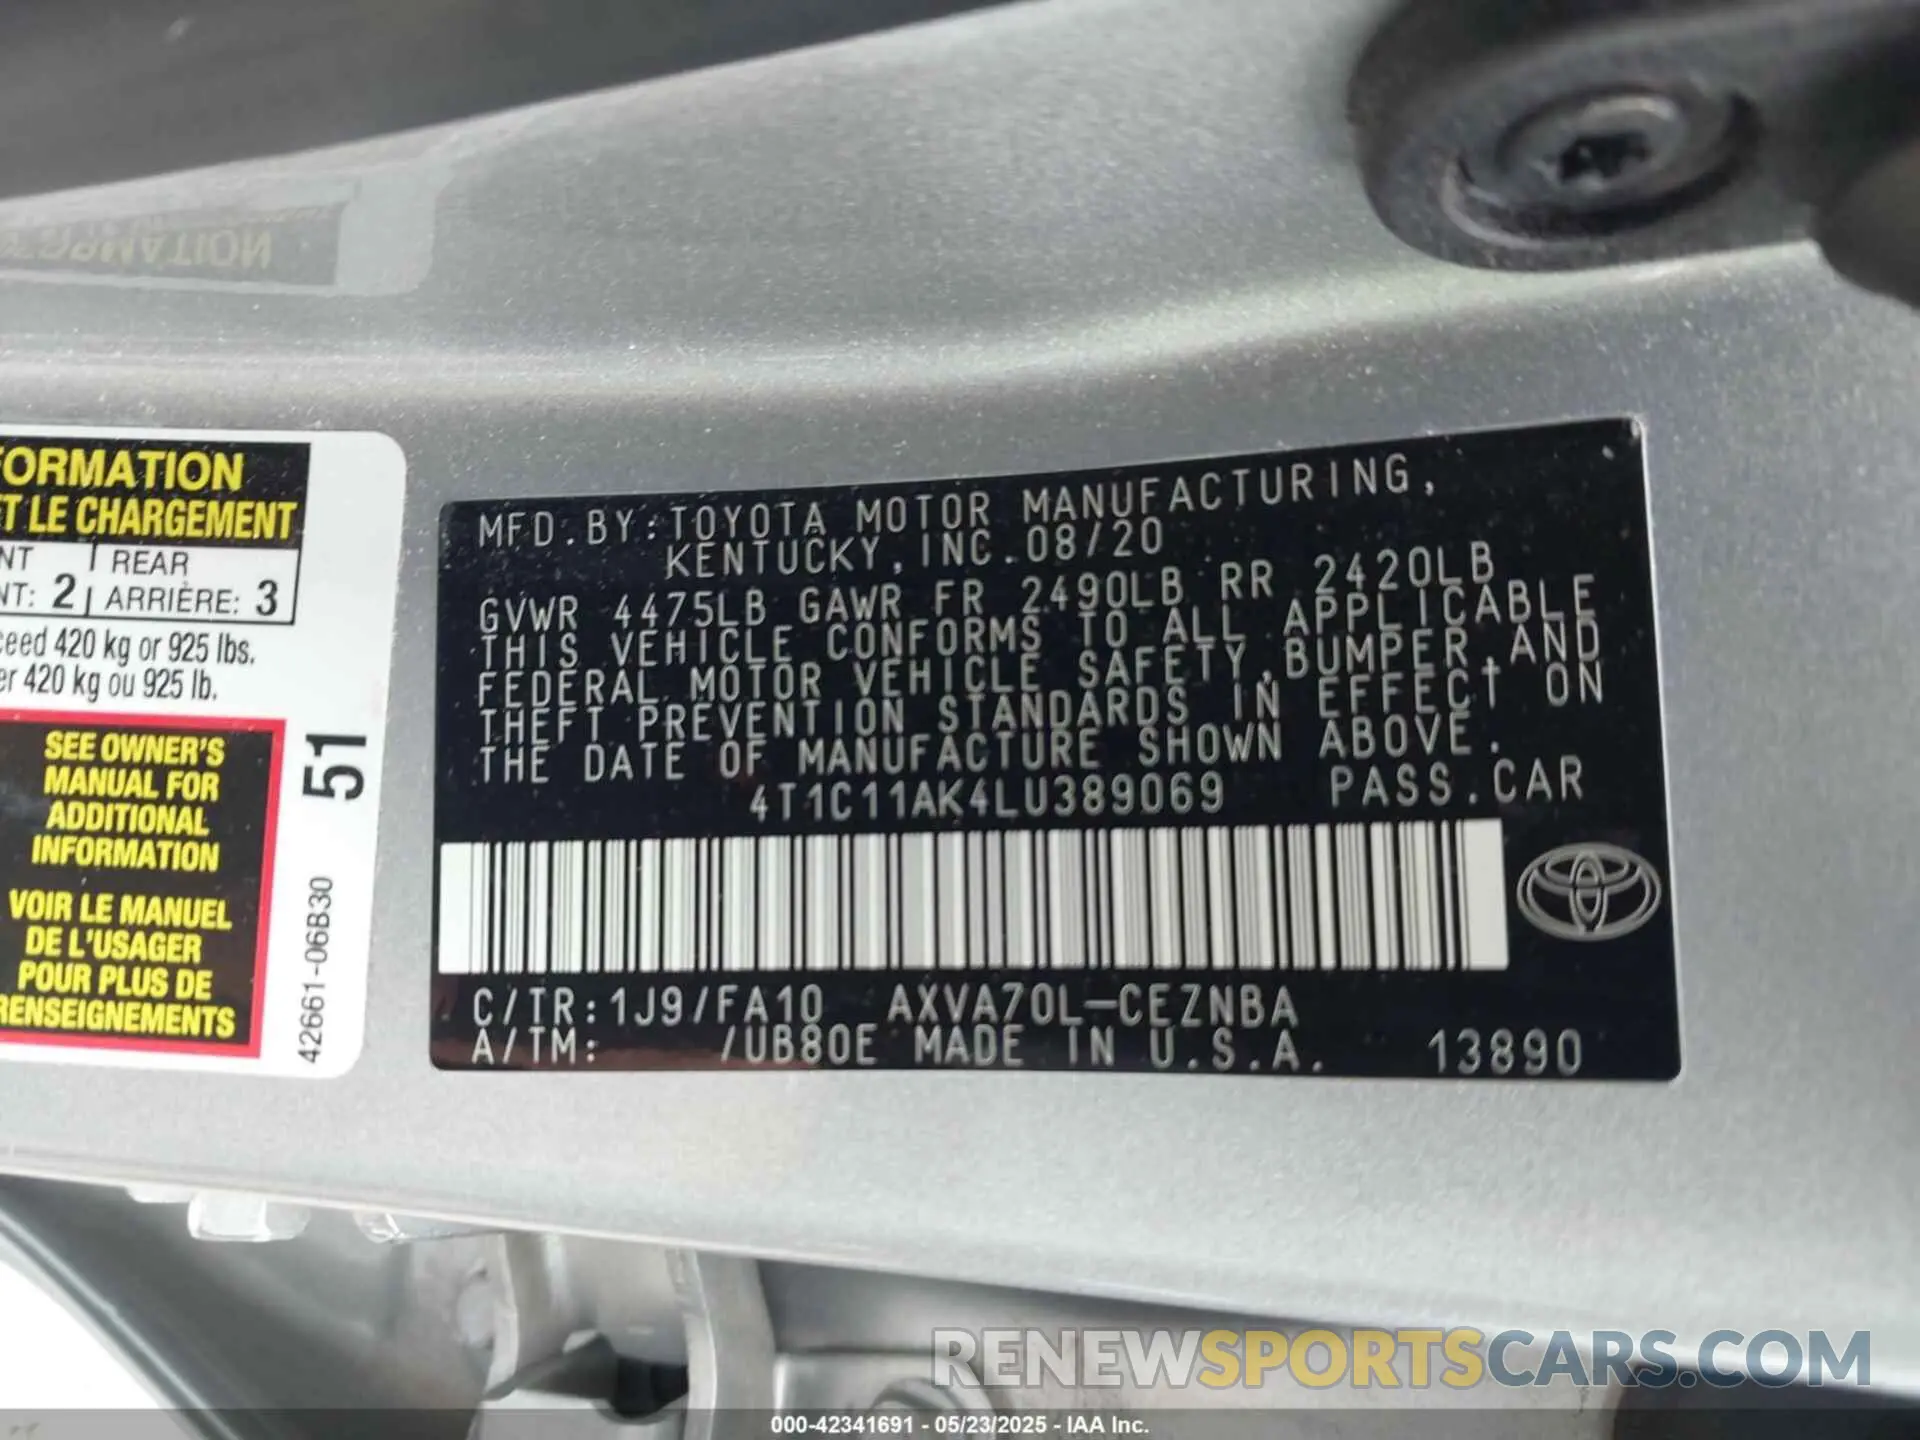 FORMATION
ET LE CHARGEMENT
NT REAR
NT: 2 ARRIÈRE: 3
ceed 420 kg or 925 lbs.
er 420 kg ou 925 lb.
SEE OWNER'S
MANUAL FOR
ADDITIONAL
INFORMATION
VOIR LE MANUEL
DE L'USAGER
POUR PLUS DE
RENSEIGNEMENTS
51
42661-06B30
MFD. BY: TOYOTA MOTOR MANUFACTURING,
KENTUCKY, INC. 08/20
GVWR 4475LB GAWR FR 2490LB RR 2420LB
THIS VEHICLE CONFORMS TO ALL APPLICABLE
FEDERAL MOTOR VEHICLE SAFETY, BUMPER, AND
THEFT PREVENTION STANDARDS IN EFFECT ON
THE DATE OF MANUFACTURE SHOWN ABOVE.
4T1C11AK4LU389069 PASS. CAR
C/TR: 1J9/FA10 AXVA70L-CEZNBA
A/TM: /UB80E MADE IN U.S.A. 13890
RENEWSPORTSCARS.COM
000-42341691 - 05/23/2025 - IAA Inc.